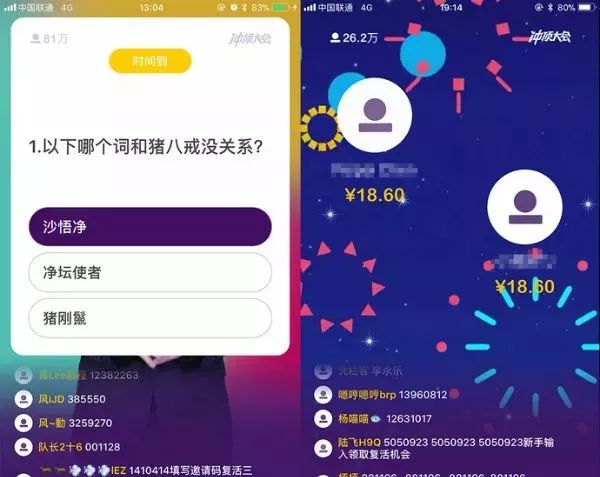 中国联通 4G 13:04 83%
81万 冲顶大会
时间到
1.以下哪个词和猪八戒没关系?
沙悟净
净坛使者
猪刚鬣
12382263
风iJD 385550
风~勤 3259270
队长2十6 001128
IEZ 1410414填写邀请码复活三
中国联通 4G 19:14 80%
26.2万 冲顶大会
¥18.60
¥18.60
李永乐
嗯哼嗯哼brp 13960812
杨喵喵 12631017
陆飞H9Q 5050923 5050923 5050923新手输
入领取复活机会